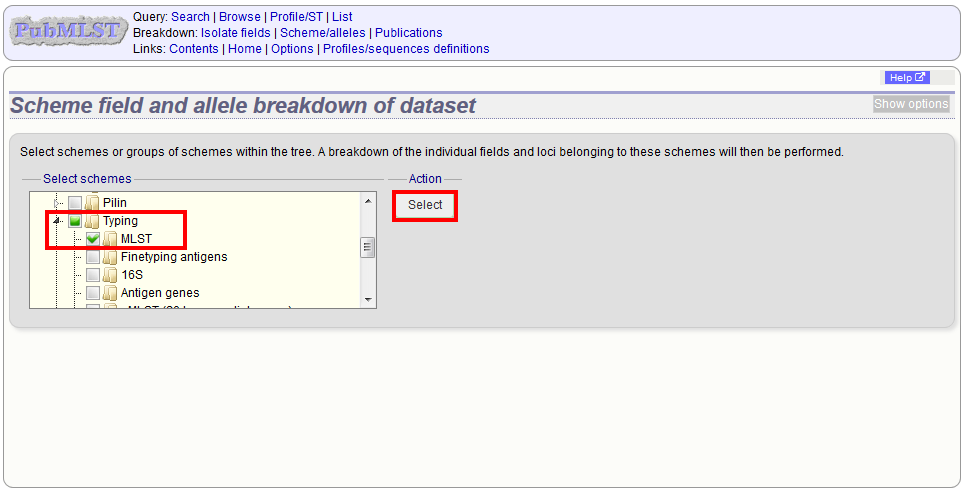 PubMLST
Query: Search | Browse | Profile/ST | List
Breakdown: Isolate fields | Scheme/alleles | Publications
Links: Contents | Home | Options | Profiles/sequences definitions
Help
Scheme field and allele breakdown of dataset
Show options
Select schemes or groups of schemes within the tree. A breakdown of the individual fields and loci belonging to these schemes will then be performed.
Select schemes
Action
Pilin
Select
Typing
MLST
Finetyping antigens
16S
Antigen genes